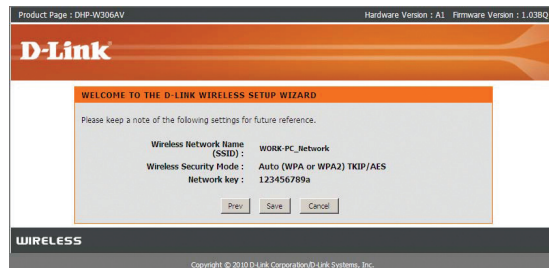 Product Page : DHP-W306AV Hardware Version : A1 Firmware Version : 1.03BQ
D-Link
WELCOME TO THE D-LINK WIRELESS SETUP WIZARD
Please keep a note of the following settings for future reference.
Wireless Network Name (SSID) : WORK-PC_Network
Wireless Security Mode : Auto (WPA or WPA2) TKIP/AES
Network key : 123456789a
Prev Save Cancel
WIRELESS
Copyright © 2010 D-Link Corporation/D-Link Systems, Inc.